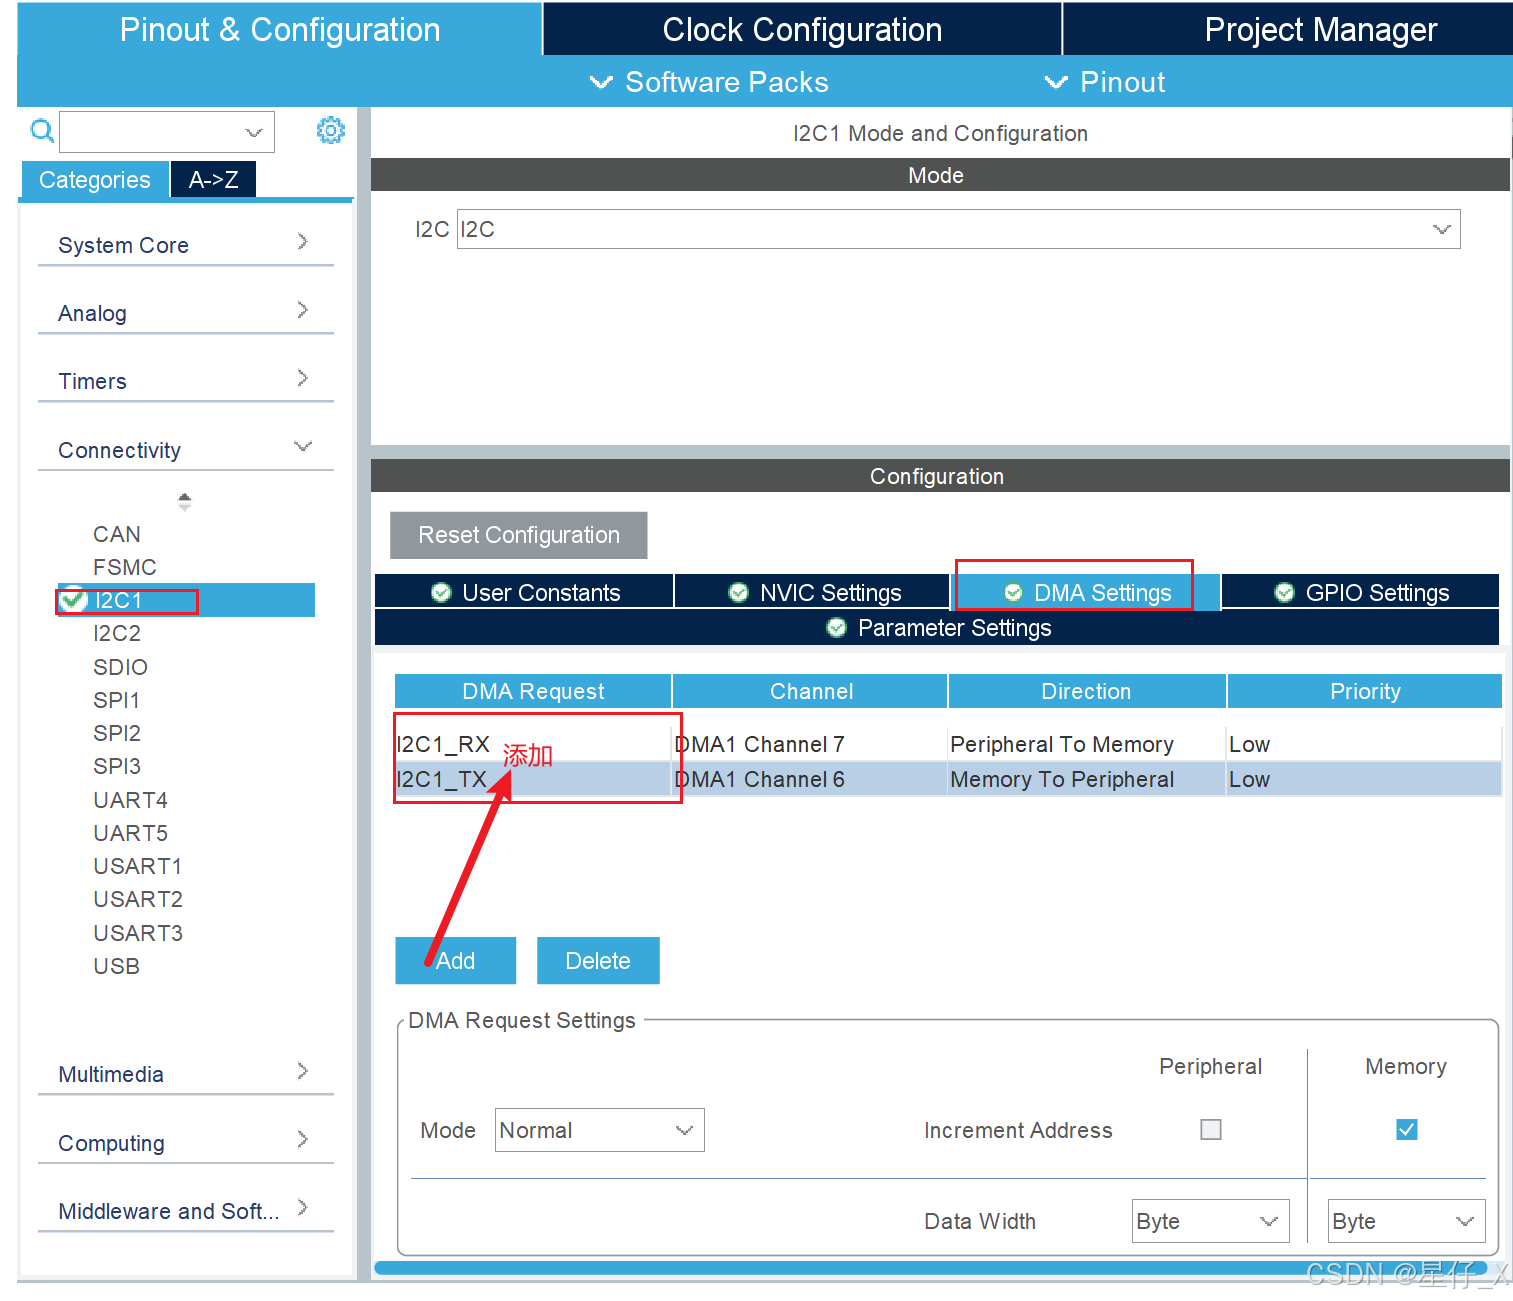 Pinout & Configuration
Clock Configuration
Project Manager
Software Packs
Pinout
Categories
A->Z
System Core
Analog
Timers
Connectivity
CAN
FSMC
I2C1
I2C2
SDIO
SPI1
SPI2
SPI3
UART4
UART5
USART1
USART2
USART3
USB
Multimedia
Computing
Middleware and Soft...
I2C1 Mode and Configuration
Mode
I2C I2C
Configuration
Reset Configuration
User Constants
NVIC Settings
DMA Settings
GPIO Settings
Parameter Settings
DMA Request Channel Direction Priority
I2C1_RX DMA1 Channel 7 Peripheral To Memory Low
添加
I2C1_TX DMA1 Channel 6 Memory To Peripheral Low
Add
Delete
DMA Request Settings
Peripheral Memory
Mode Normal Increment Address
Data Width Byte Byte
CSDN @星仔_X